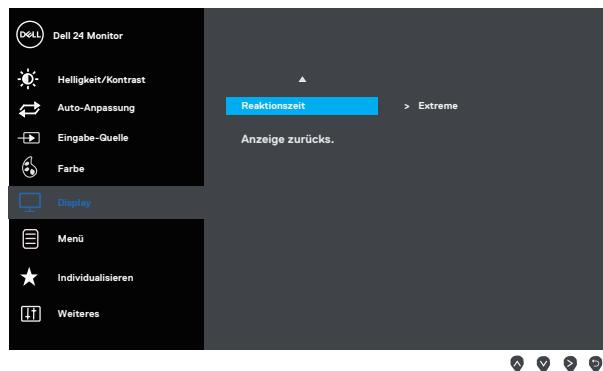 DELL Dell 24 Monitor
Helligkeit/Kontrast
Auto-Anpassung
Reaktionszeit > Extreme
Eingabe-Quelle
Anzeige zurücks.
Farbe
Display
Menü
Individualisieren
Weiteres